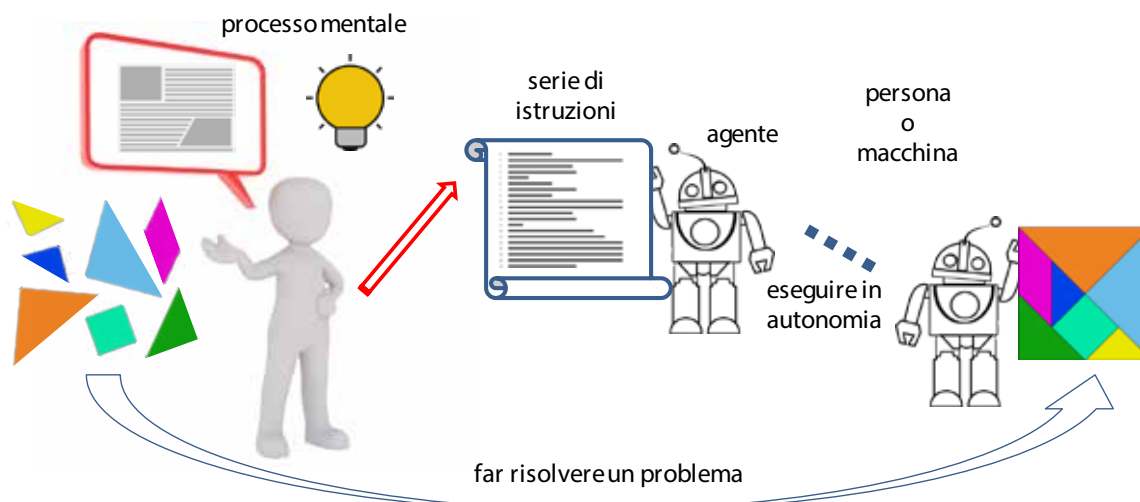 processo mentale
serie di
istruzioni
agente
persona
o
macchina
eseguire in
autonomia
far risolvere un problema